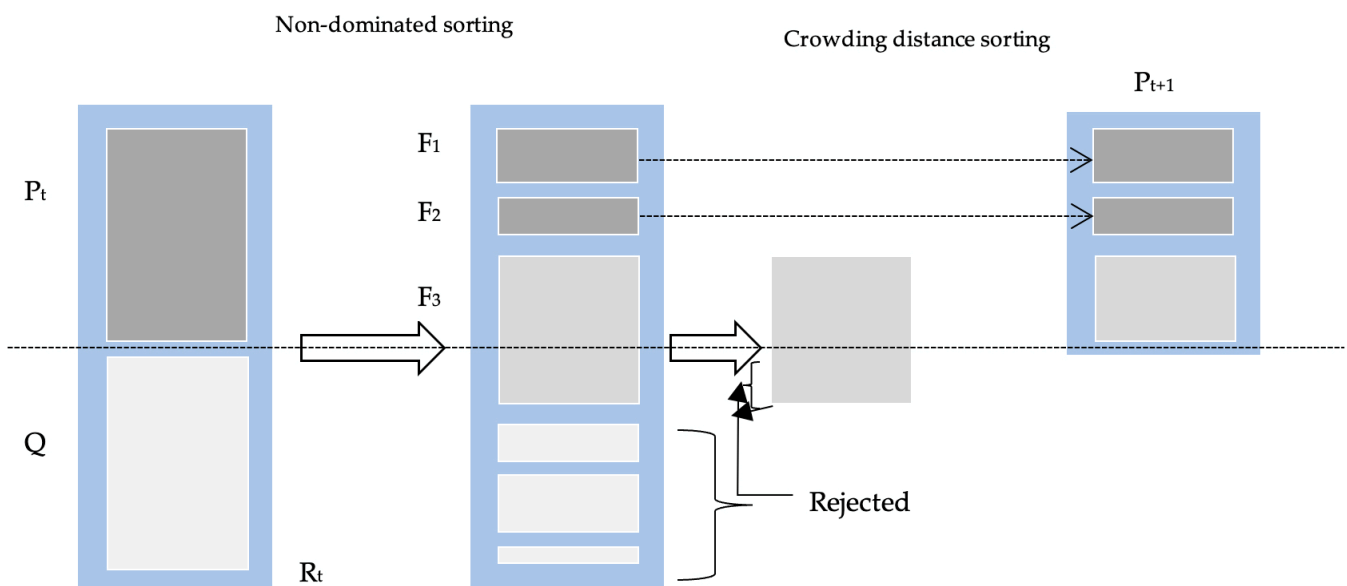 Non-dominated sorting
Crowding distance sorting
Pt+1
F1
Pt
F2
F3
Q
Rejected
Rt